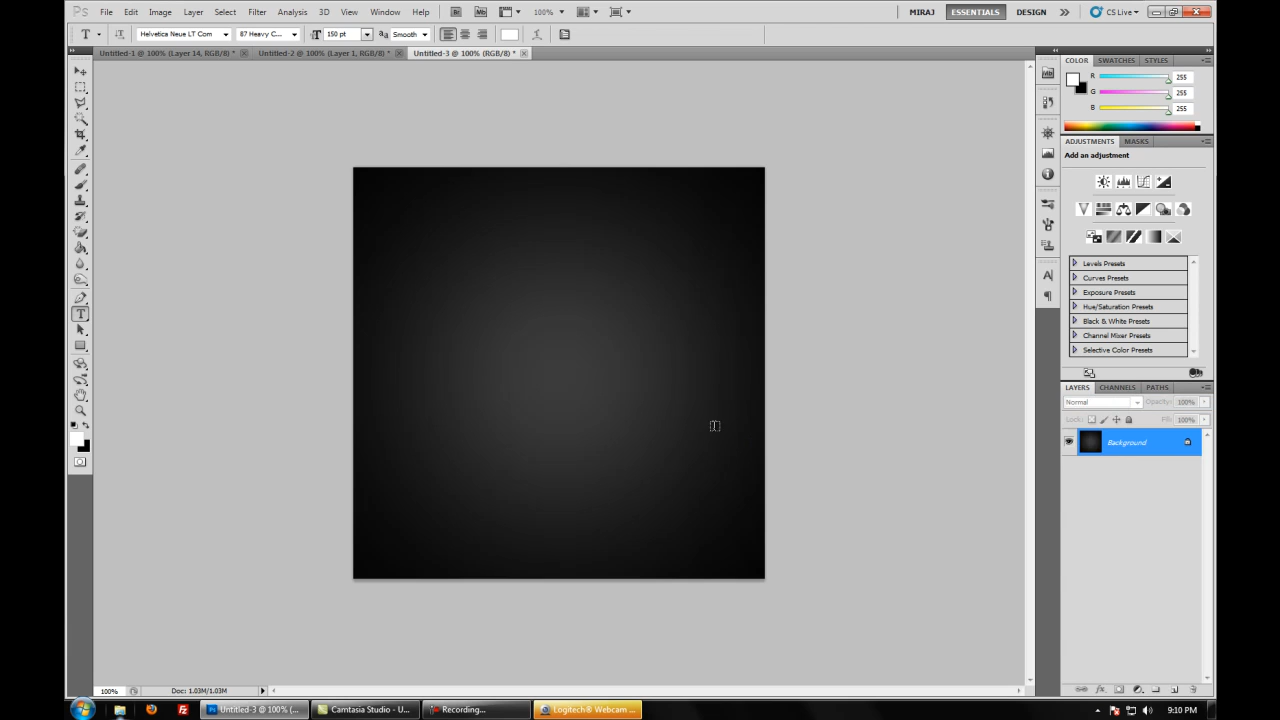 Ps File Edit Image Layer Select Filter Analysis 3D View Window Help Br Mb 100% MIRAJ ESSENTIALS DESIGN CS Live
T Helvetica Neue LT Com 87 Heavy C... 150 pt aa Smooth
Untitled-1 @ 100% (Layer 14, RGB/8) * Untitled-2 @ 100% (Layer 1, RGB/8) * Untitled-3 @ 100% (RGB/8) *
COLOR SWATCHES STYLES
R 255
G 255
B 255
ADJUSTMENTS MASKS
Add an adjustment
Levels Presets
Curves Presets
Exposure Presets
Hue/Saturation Presets
Black & White Presets
Channel Mixer Presets
Selective Color Presets
LAYERS CHANNELS PATHS
Normal Opacity: 100%
Lock: Fill: 100%
Background
100% Doc: 1.03M/1.03M
Untitled-3 @ 100% (... Camtasia Studio - U... Recording... Logitech® Webcam ... 9:10 PM